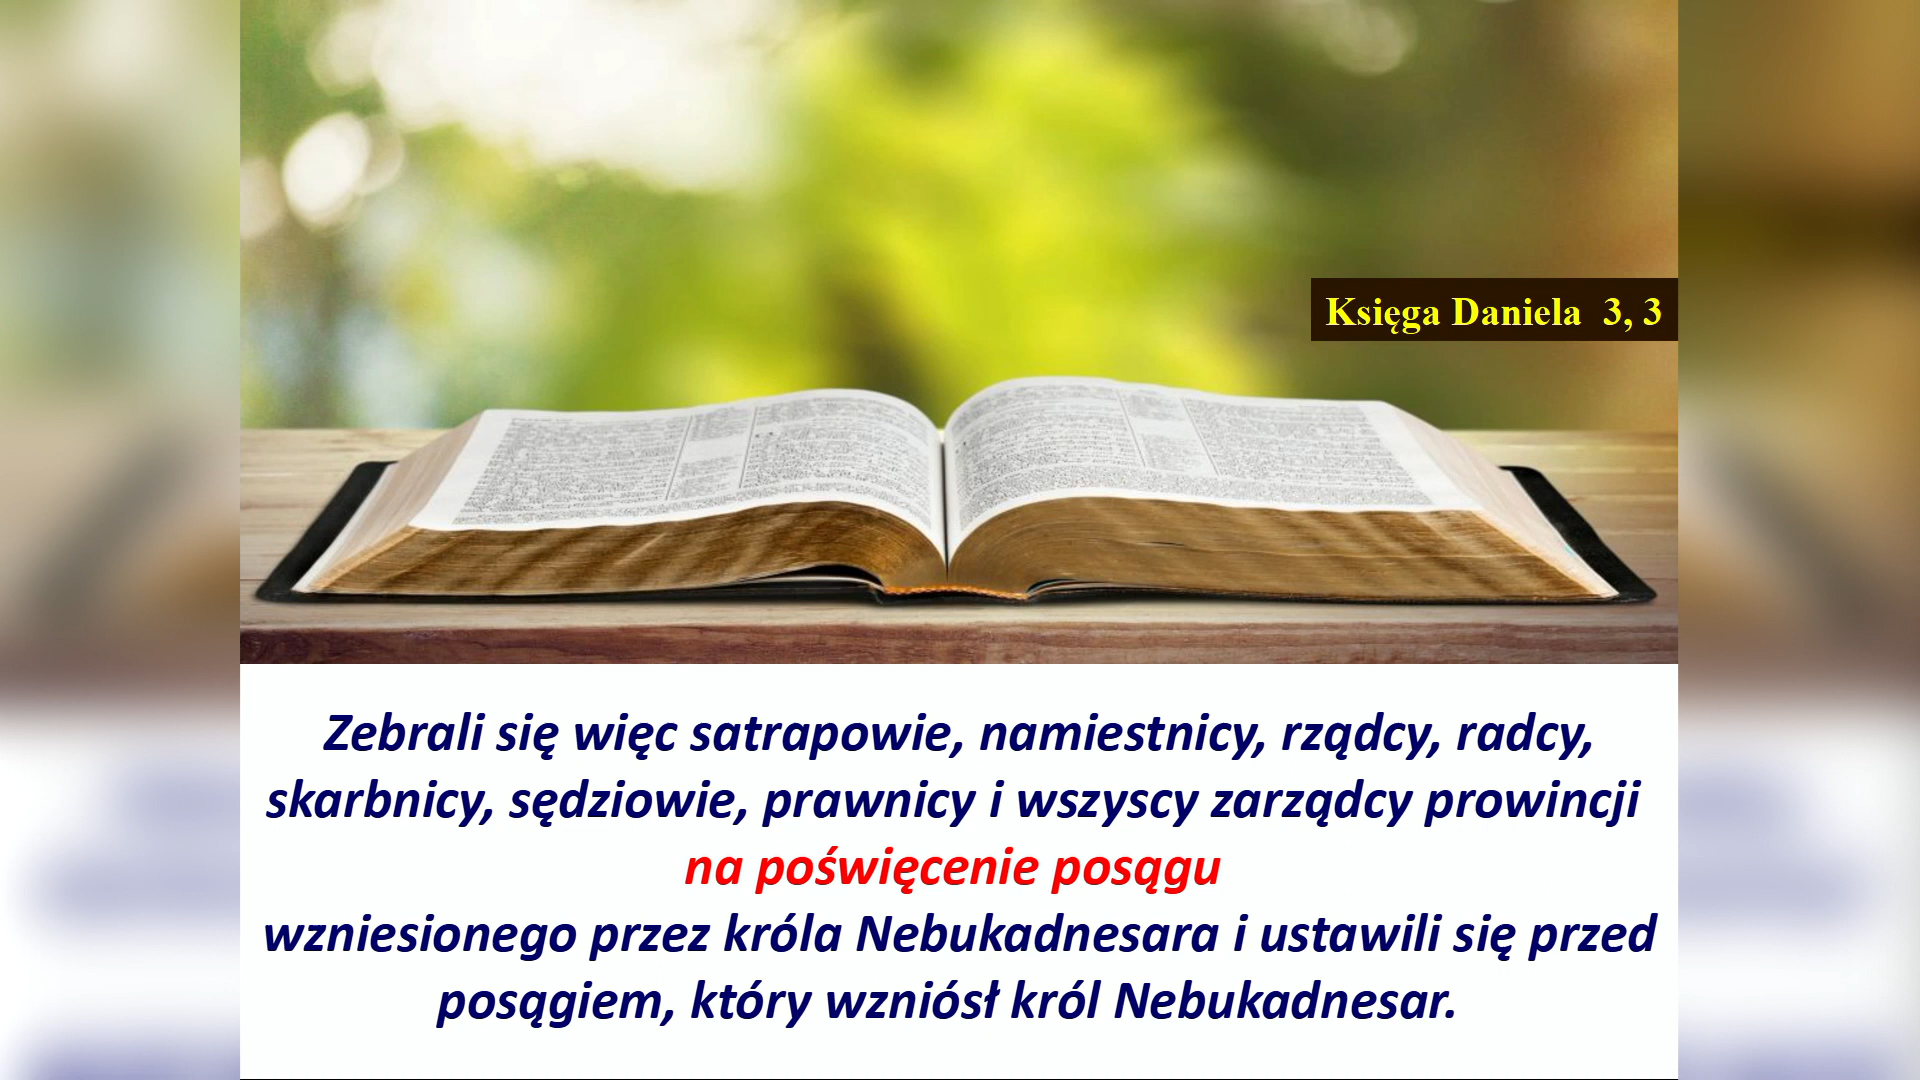 Księga Daniela 3, 3
Zebrali się więc satrapowie, namiestnicy, rządcy, radcy,
skarbnicy, sędziowie, prawnicy i wszyscy zarządcy prowincji
na poświęcenie posągu
wzniesionego przez króla Nebukadnesara i ustawili się przed
posągiem, który wzniósł król Nebukadnesar.